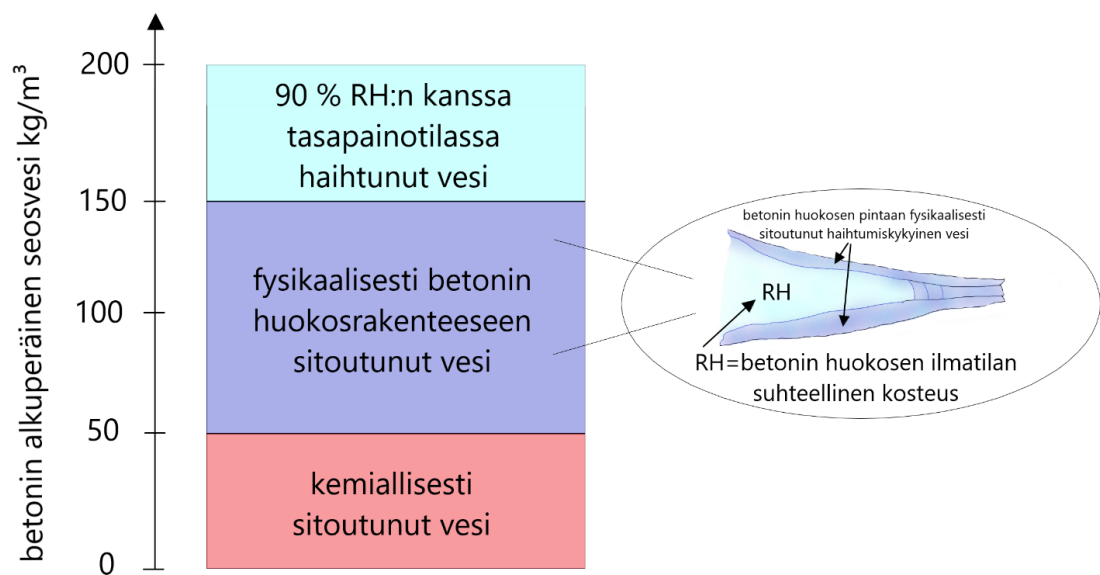 betonin alkuperäinen seosvesi kg/m³
200
150
100
50
0
90 % RH:n kanssa
tasapainotilassa
haihtunut vesi
fysikaalisesti betonin
huokosrakenteeseen
sitoutunut vesi
kemiallisesti
sitoutunut vesi
betonin huokosen pintaan fysikaalisesti
sitoutunut haihtumiskykyinen vesi
RH
RH=betonin huokosen ilmatilan
suhteellinen kosteus